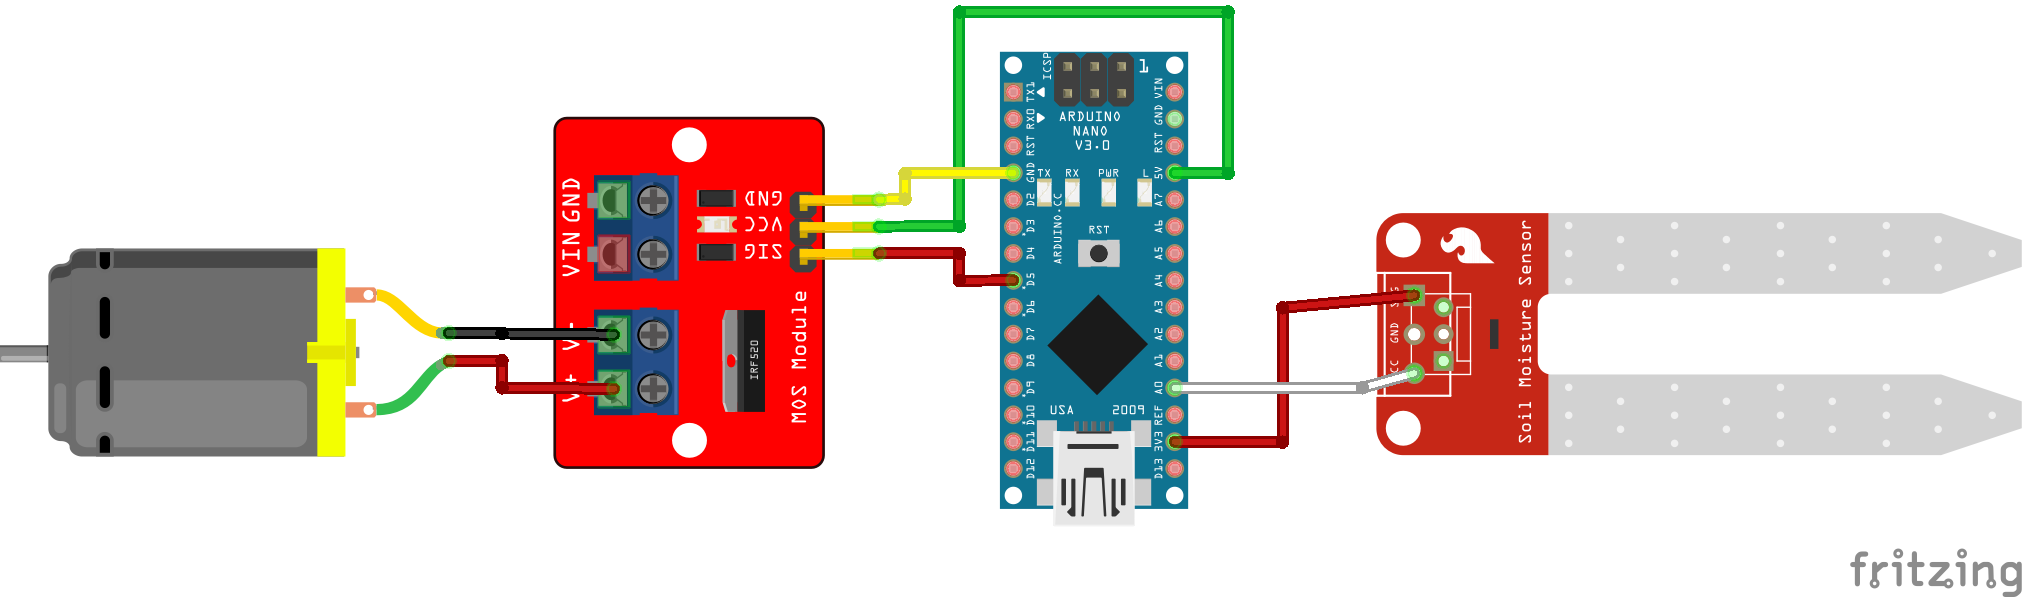 VIN
GND
V-
V+
GND
VCC
SIG
MOS Module
IRF520
ICSP
1
ARDUINO
NANO
V3.0
TX
RX
PWR
L
ARDUINO.CC
RST
USA
2009
TX1
RX0
RST
GND
D2
D3
D4
D5
D6
D7
D8
D9
D10
D11
D12
VIN
GND
RST
5V
A7
A6
A5
A4
A3
A2
A1
A0
REF
3V3
D13
GND
Soil Moisture Sensor
fritzing